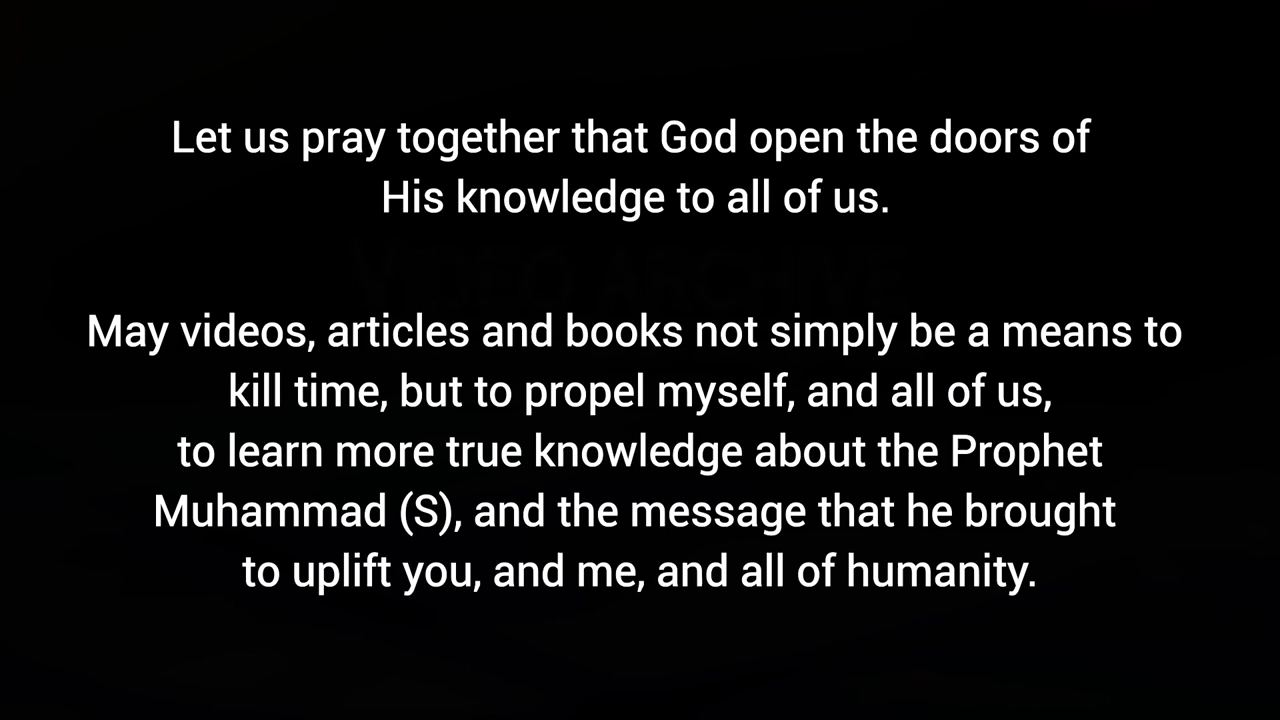 Let us pray together that God open the doors of
His knowledge to all of us.
VIDEO ARCHIVE
May videos, articles and books not simply be a means to
kill time, but to propel myself, and all of us,
to learn more true knowledge about the Prophet
Muhammad (S), and the message that he brought
to uplift you, and me, and all of humanity.